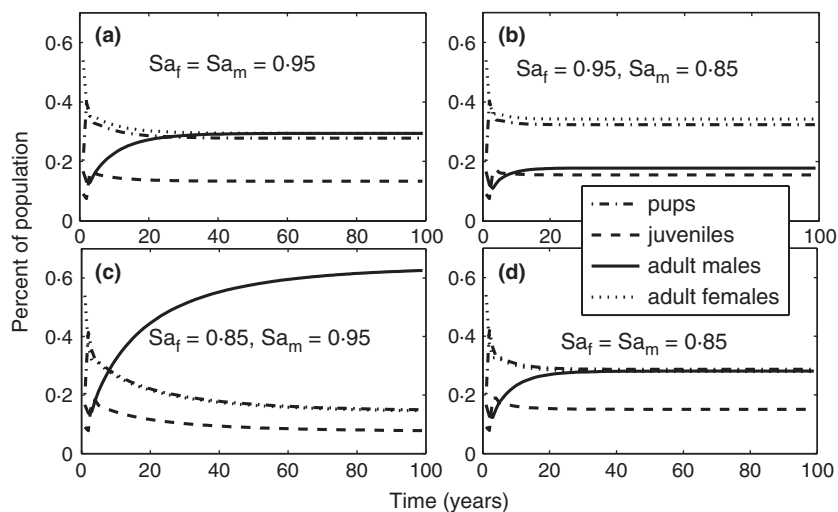 Percent of population
(a)
Sa_f = Sa_m = 0·95
0·6
0·4
0·2
0
0 20 40 60 80 100
(b)
Sa_f = 0·95, Sa_m = 0·85
0·6
0·4
0·2
0
0 20 40 60 80 100
pups
juveniles
adult males
adult females
(c)
Sa_f = 0·85, Sa_m = 0·95
0·6
0·4
0·2
0
0 20 40 60 80 100
(d)
Sa_f = Sa_m = 0·85
0·6
0·4
0·2
0
0 20 40 60 80 100
Time (years)